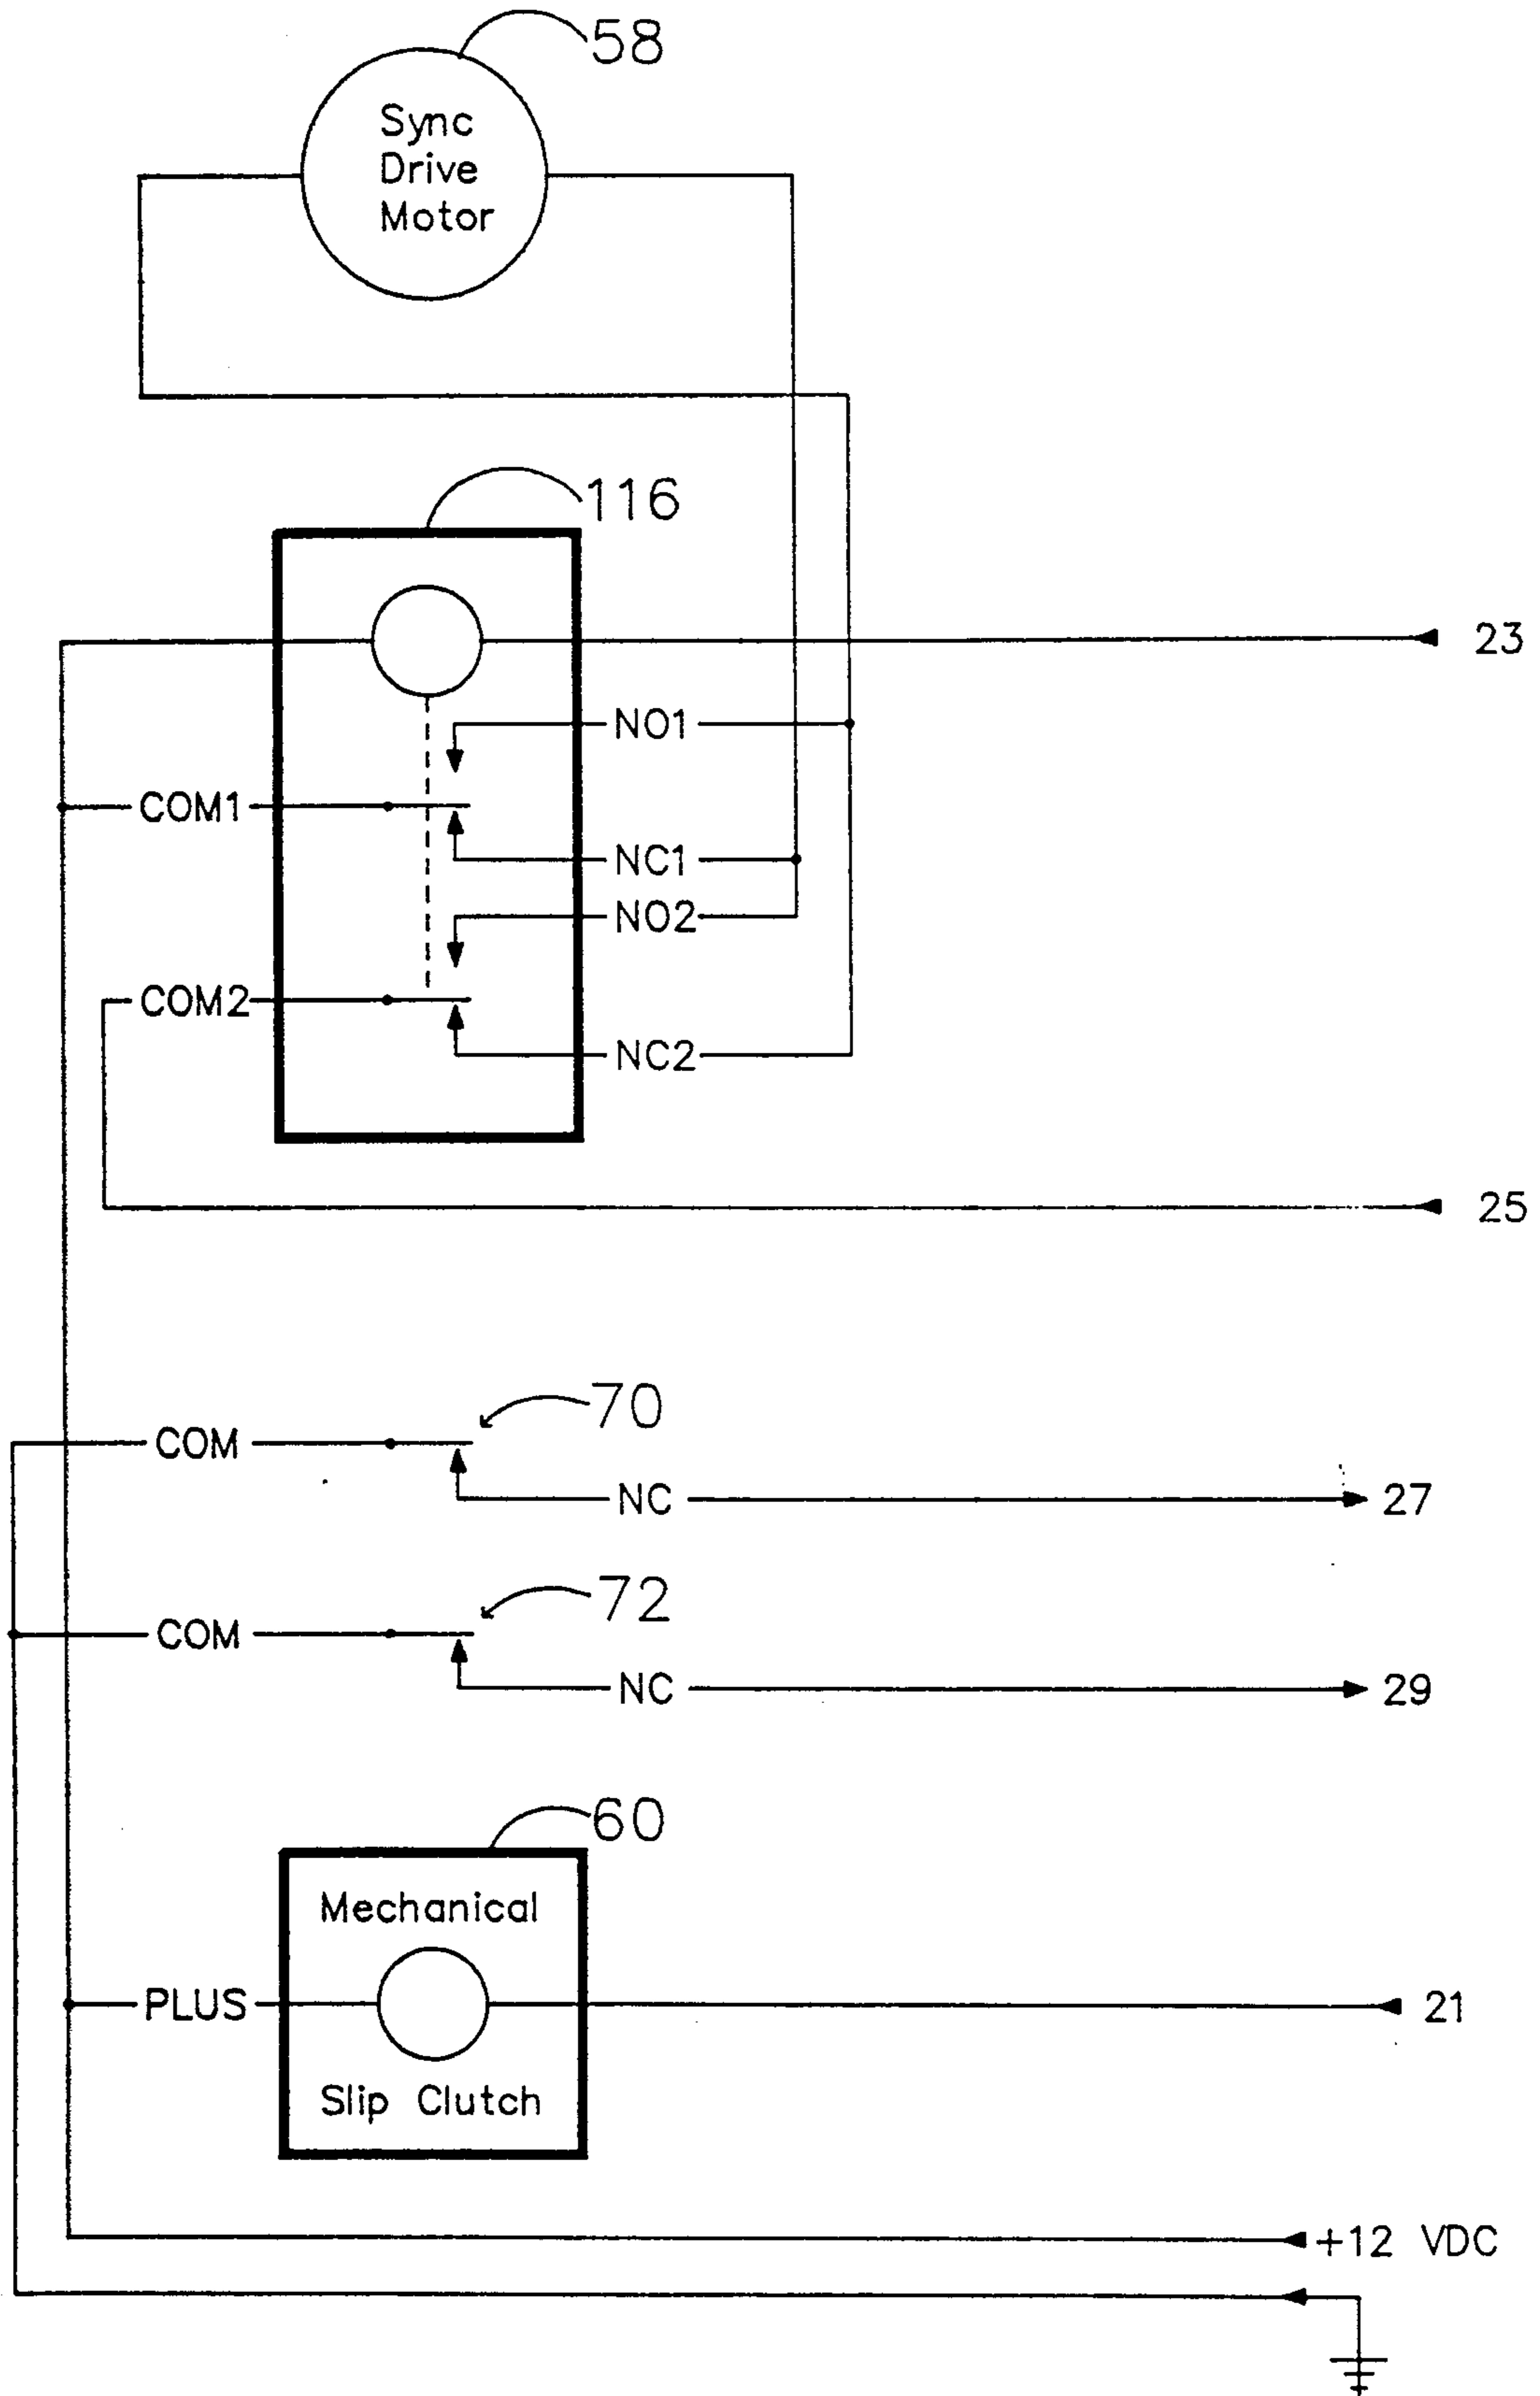 58
Sync
Drive
Motor
116
23
NO1
COM1
NC1
NO2
COM2
NC2
25
70
COM
NC
27
72
COM
NC
29
60
Mechanical
PLUS
21
Slip Clutch
+12 VDC